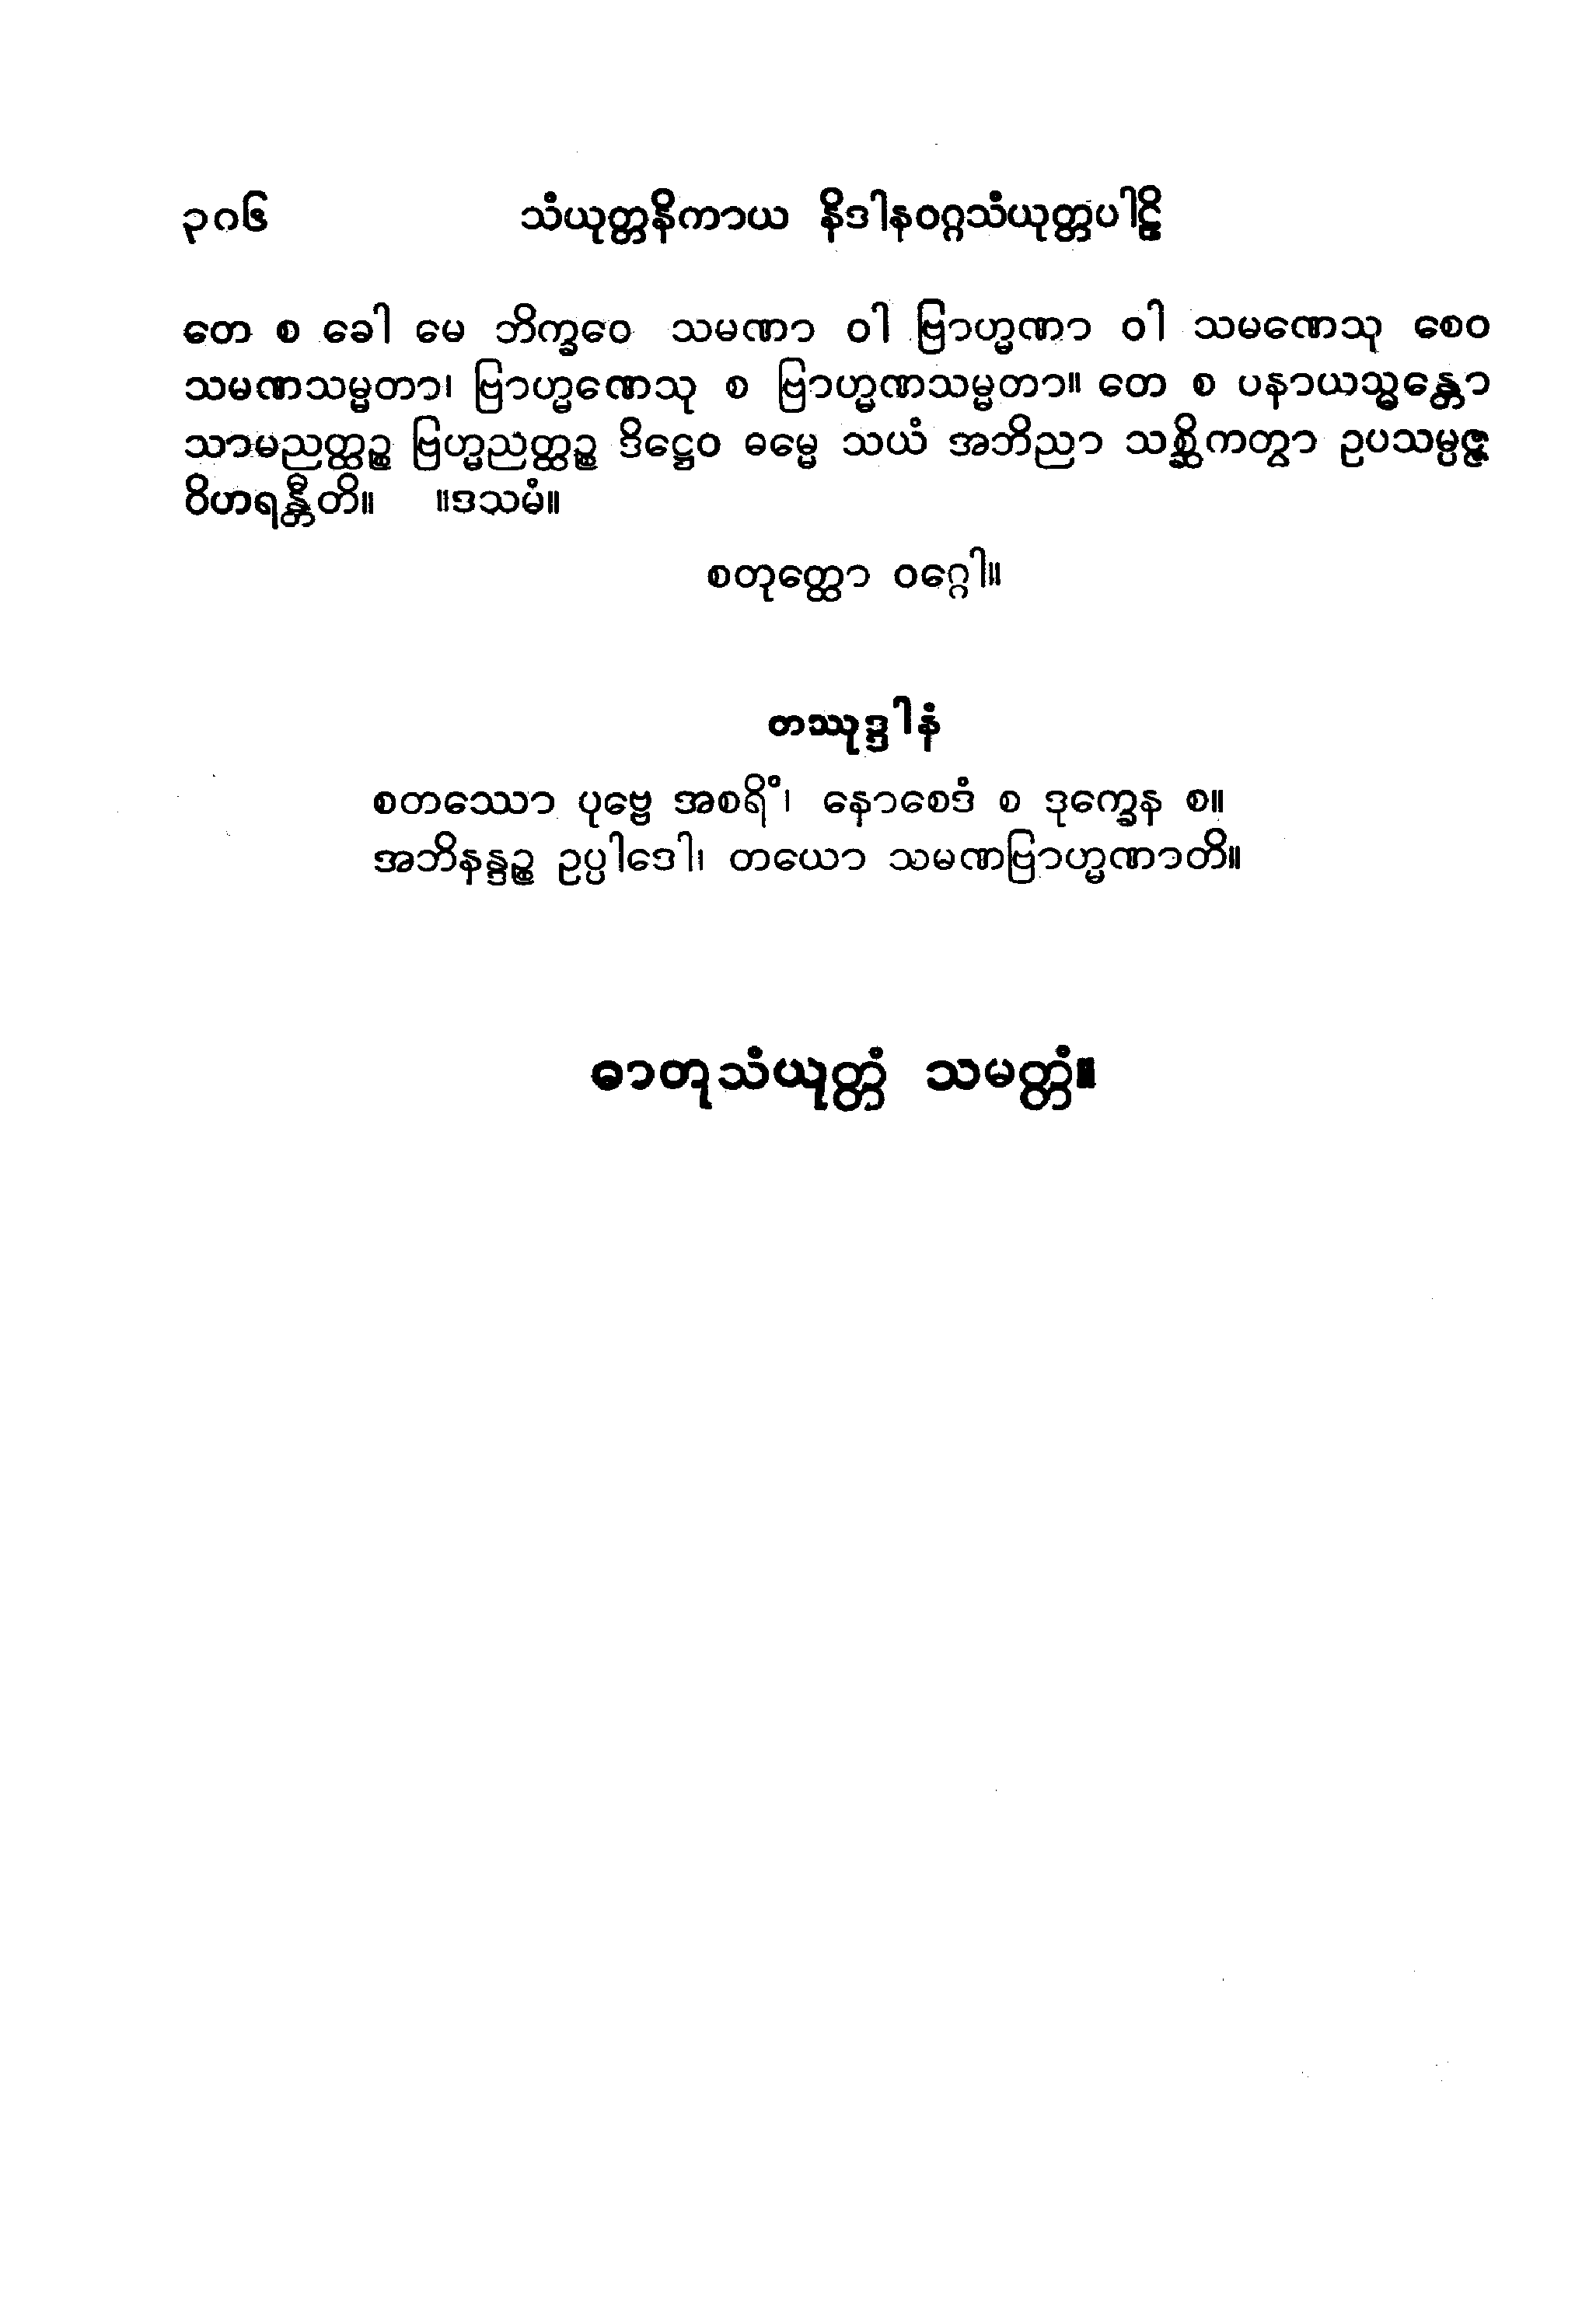 ၃၀၆ သံယုတ္တနိကာယ နိဒါနဝဂ္ဂသံယုတ္တပါဠိ
တေ စ ခေါ မေ ဘိက္ခဝေ သမဏာ ဝါ ဗြာဟ္မဏာ ဝါ သမဏေသု စေဝ
သမဏသမ္မတာ၊ ဗြာဟ္မဏေသု စ ဗြာဟ္မဏသမ္မတာ။ တေ စ ပနာယသ္မန္တော
သာမညတ္ထဉ္စ ဗြဟ္မညတ္ထဉ္စ ဒိဋ္ဌေဝ ဓမ္မေ သယံ အဘိညာ သစ္ဆိကတွာ ဥပသမ္ပဇ္ဇ
ဝိဟရန္တီတိ။ ။ဒသမံ။
စတုတ္ထော ဝဂ္ဂေါ။
တဿုဒ္ဒါနံ
စတဿော ပုဗ္ဗေ အစရိံ၊ နောစေဒံ စ ဒုက္ခေန စ။
အဘိနန္ဒဉ္စ ဥပ္ပါဒေါ၊ တယော သမဏဗြာဟ္မဏာတိ။
ဓာတုသံယုတ္တံ သမတ္တံ။